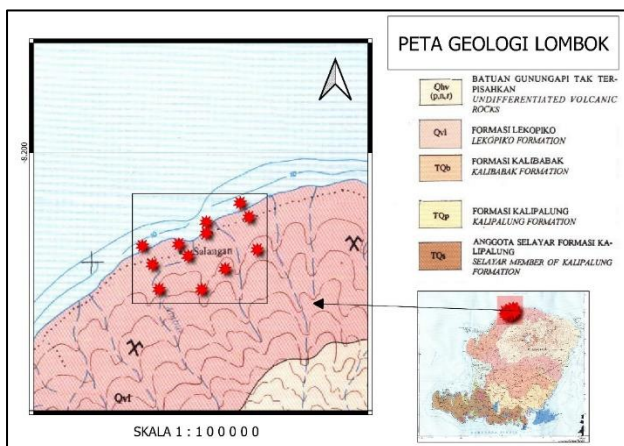 PETA GEOLOGI LOMBOK
-8,200
Salangan
Qvl
SKALA 1 : 1 0 0 0 0 0
Qhv
(p,n,r)
BATUAN GUNUNGAPI TAK TER-
PISAHKAN
UNDIFFERENTIATED VOLCANIC
ROCKS
Qvl
FORMASI LEKOPIKO
LEKOPIKO FORMATION
TQb
FORMASI KALIBABAK
KALIBABAK FORMATION
TQp
FORMASI KALIPALUNG
KALIPALUNG FORMATION
TQs
ANGGOTA SELAYAR FORMASI KA-
LIPALUNG
SELAYAR MEMBER OF KALIPALUNG
FORMATION